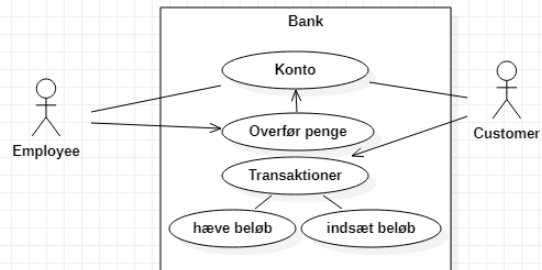 Bank
Konto
Overfør penge
Employee
Customer
Transaktioner
hæve beløb
indsæt beløb